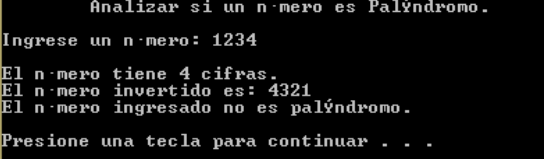 Analizar si un n·mero es PalÝndromo.
Ingrese un n·mero: 1234
El n·mero tiene 4 cifras.
El n·mero invertido es: 4321
El n·mero ingresado no es palÝndromo.
Presione una tecla para continuar . . .